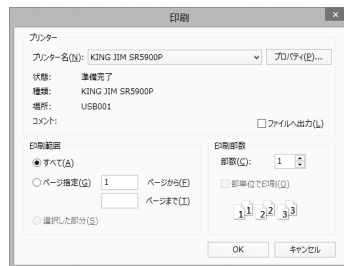 印刷
×
プリンター
プリンター名(N): KING JIM SR5900P プロパティ(P)...
状態: 準備完了
種類: KING JIM SR5900P
場所: USB001
コメント: ファイルへ出力(L)
印刷範囲
すべて(A)
ページ指定(G) 1 ページから(F)
ページまで(T)
選択した部分(S)
印刷部数
部数(C): 1
部単位で印刷(O)
1 1 2 2 3 3
OK キャンセル